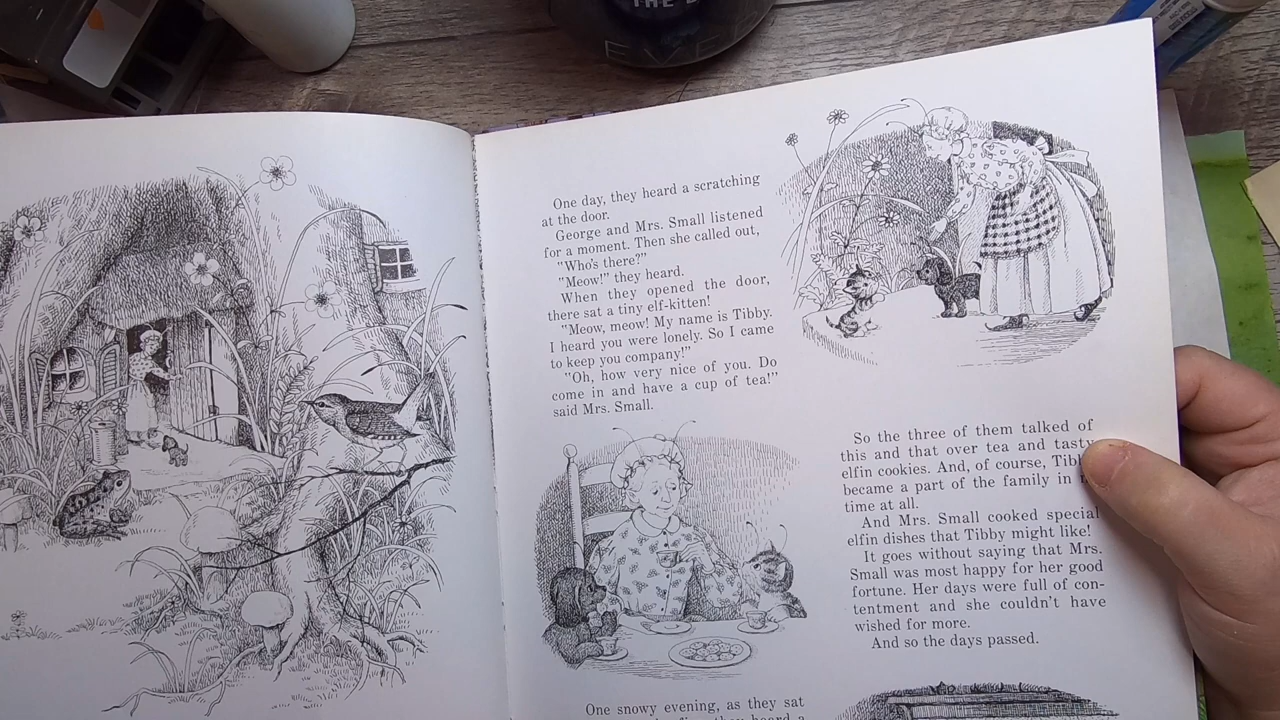 THE
EVE
One day, they heard a scratching
at the door.
George and Mrs. Small listened
for a moment. Then she called out,
"Who's there?"
"Meow!" they heard.
When they opened the door,
there sat a tiny elf-kitten!
"Meow, meow! My name is Tibby.
I heard you were lonely. So I came
to keep you company!"
"Oh, how very nice of you. Do
come in and have a cup of tea!"
said Mrs. Small.
So the three of them talked of
this and that over tea and tasty
elfin cookies. And, of course,
became a part of the family in
time at all.
And Mrs. Small cooked special
elfin dishes that Tibby might like!
It goes without saying that Mrs.
Small was most happy for her good
fortune. Her days were full of con-
tentment and she couldn't have
wished for more.
And so the days passed.
One snowy evening, as they sat
they heard a